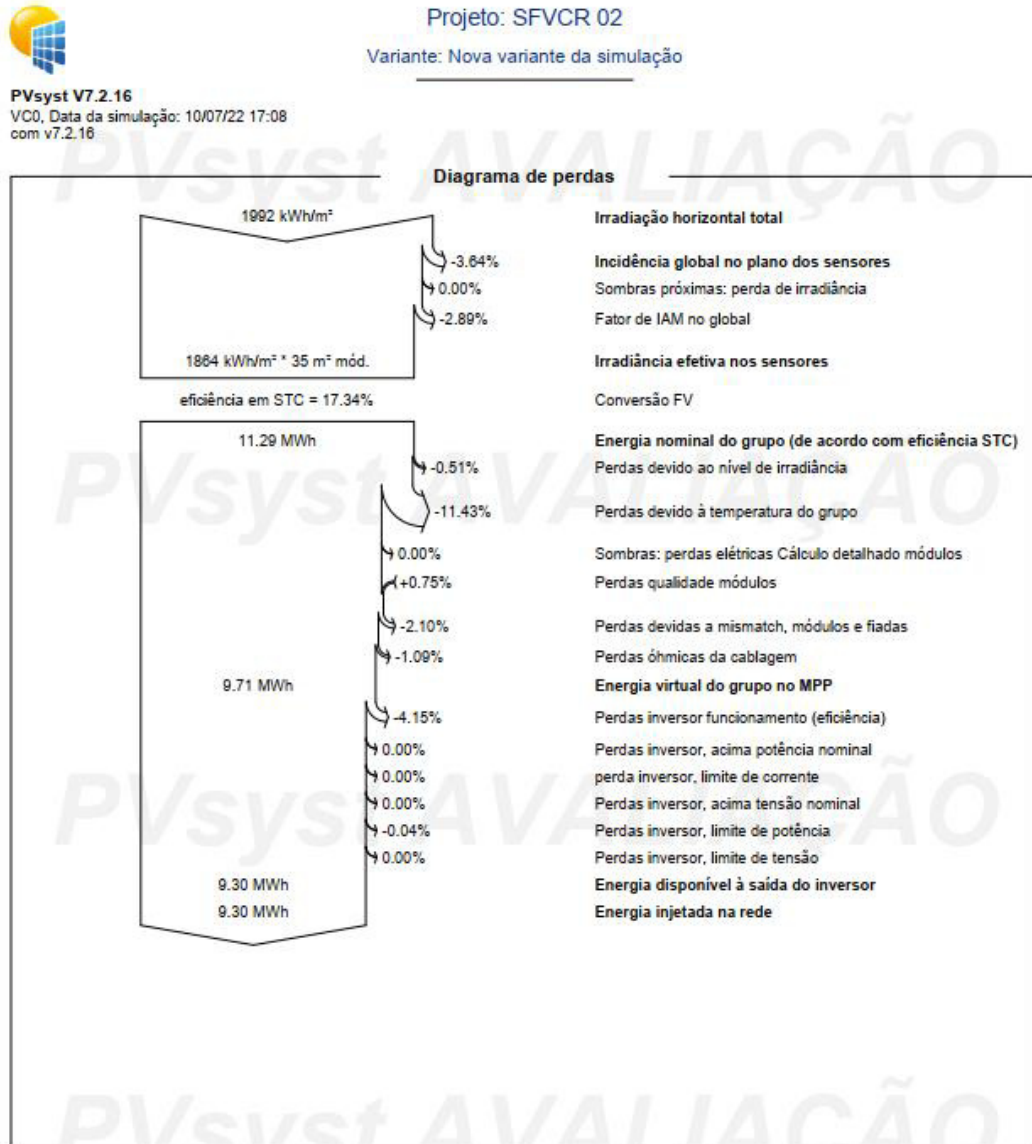 Projeto: SFVCR 02
Variante: Nova variante da simulação
PVsyst V7.2.16
VC0, Data da simulação: 10/07/22 17:08
com v7.2.16
PVsyst AVALIAÇÃO
Diagrama de perdas
1992 kWh/m² Irradiação horizontal total
-3.64% Incidência global no plano dos sensores
0.00% Sombras próximas: perda de irradiância
-2.89% Fator de IAM no global
1864 kWh/m² * 35 m² mód. Irradiância efetiva nos sensores
eficiência em STC = 17.34% Conversão FV
11.29 MWh Energia nominal do grupo (de acordo com eficiência STC)
-0.51% Perdas devido ao nível de irradiância
PVsyst AVALIAÇÃO
-11.43% Perdas devido à temperatura do grupo
0.00% Sombras: perdas elétricas Cálculo detalhado módulos
+0.75% Perdas qualidade módulos
-2.10% Perdas devidas a mismatch, módulos e fiadas
-1.09% Perdas óhmicas da cablagem
9.71 MWh Energia virtual do grupo no MPP
-4.15% Perdas inversor funcionamento (eficiência)
0.00% Perdas inversor, acima potência nominal
0.00% perda inversor, limite de corrente
PVsyst AVALIAÇÃO
0.00% Perdas inversor, acima tensão nominal
-0.04% Perdas inversor, limite de potência
0.00% Perdas inversor, limite de tensão
9.30 MWh Energia disponível à saída do inversor
9.30 MWh Energia injetada na rede
PVsyst AVALIAÇÃO